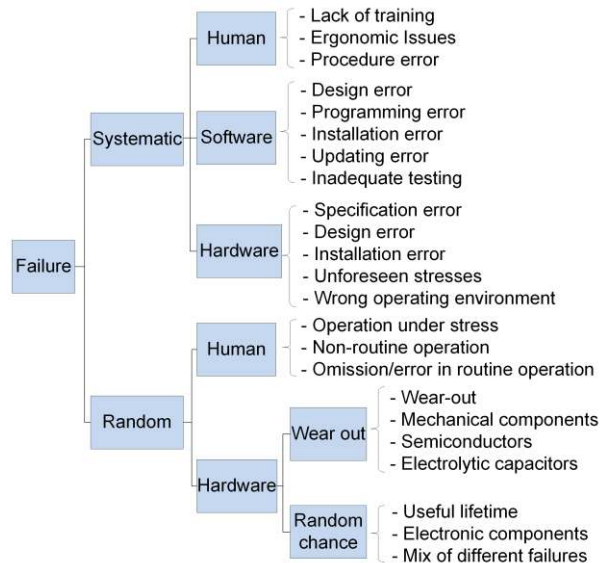 Failure
Systematic
Human
- Lack of training
- Ergonomic Issues
- Procedure error
Software
- Design error
- Programming error
- Installation error
- Updating error
- Inadequate testing
Hardware
- Specification error
- Design error
- Installation error
- Unforeseen stresses
- Wrong operating environment
Random
Human
- Operation under stress
- Non-routine operation
- Omission/error in routine operation
Hardware
Wear out
- Wear-out
- Mechanical components
- Semiconductors
- Electrolytic capacitors
Random
chance
- Useful lifetime
- Electronic components
- Mix of different failures